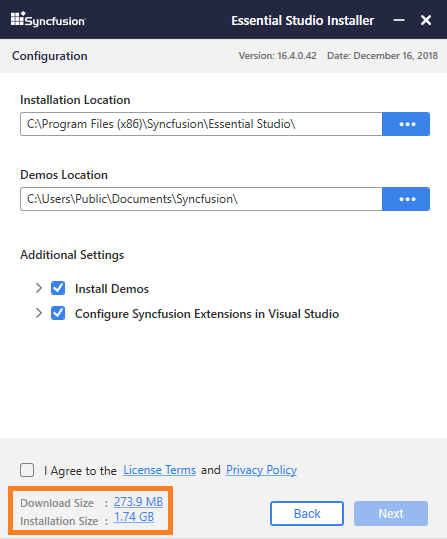 Syncfusion Essential Studio Installer
Configuration Version: 16.4.0.42 Date: December 16, 2018
Installation Location
C:\Program Files (x86)\Syncfusion\Essential Studio\
Demos Location
C:\Users\Public\Documents\Syncfusion\
Additional Settings
Install Demos
Configure Syncfusion Extensions in Visual Studio
I Agree to the License Terms and Privacy Policy
Download Size : 273.9 MB
Installation Size : 1.74 GB
Back Next